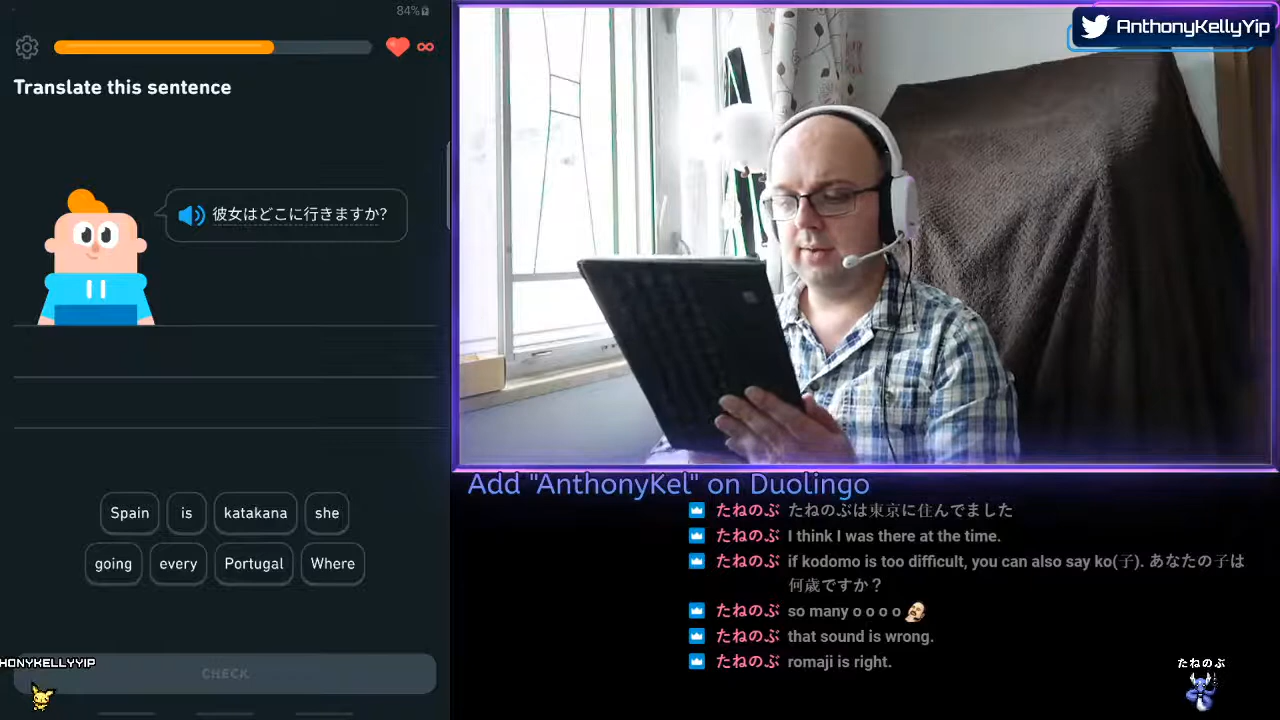 84%
Translate this sentence
彼女はどこに行きますか?
Spain
is
katakana
she
going
every
Portugal
Where
CHECK
HONYKELLYYIP
AnthonyKellyYip
Add "AnthonyKel" on Duolingo
たねのぶ たねのぶは東京に住んでました
たねのぶ I think I was there at the time.
たねのぶ if kodomo is too difficult, you can also say ko(子). あなたの子は
何歳ですか？
たねのぶ so many o o o o
たねのぶ that sound is wrong.
たねのぶ romaji is right.
たねのぶ